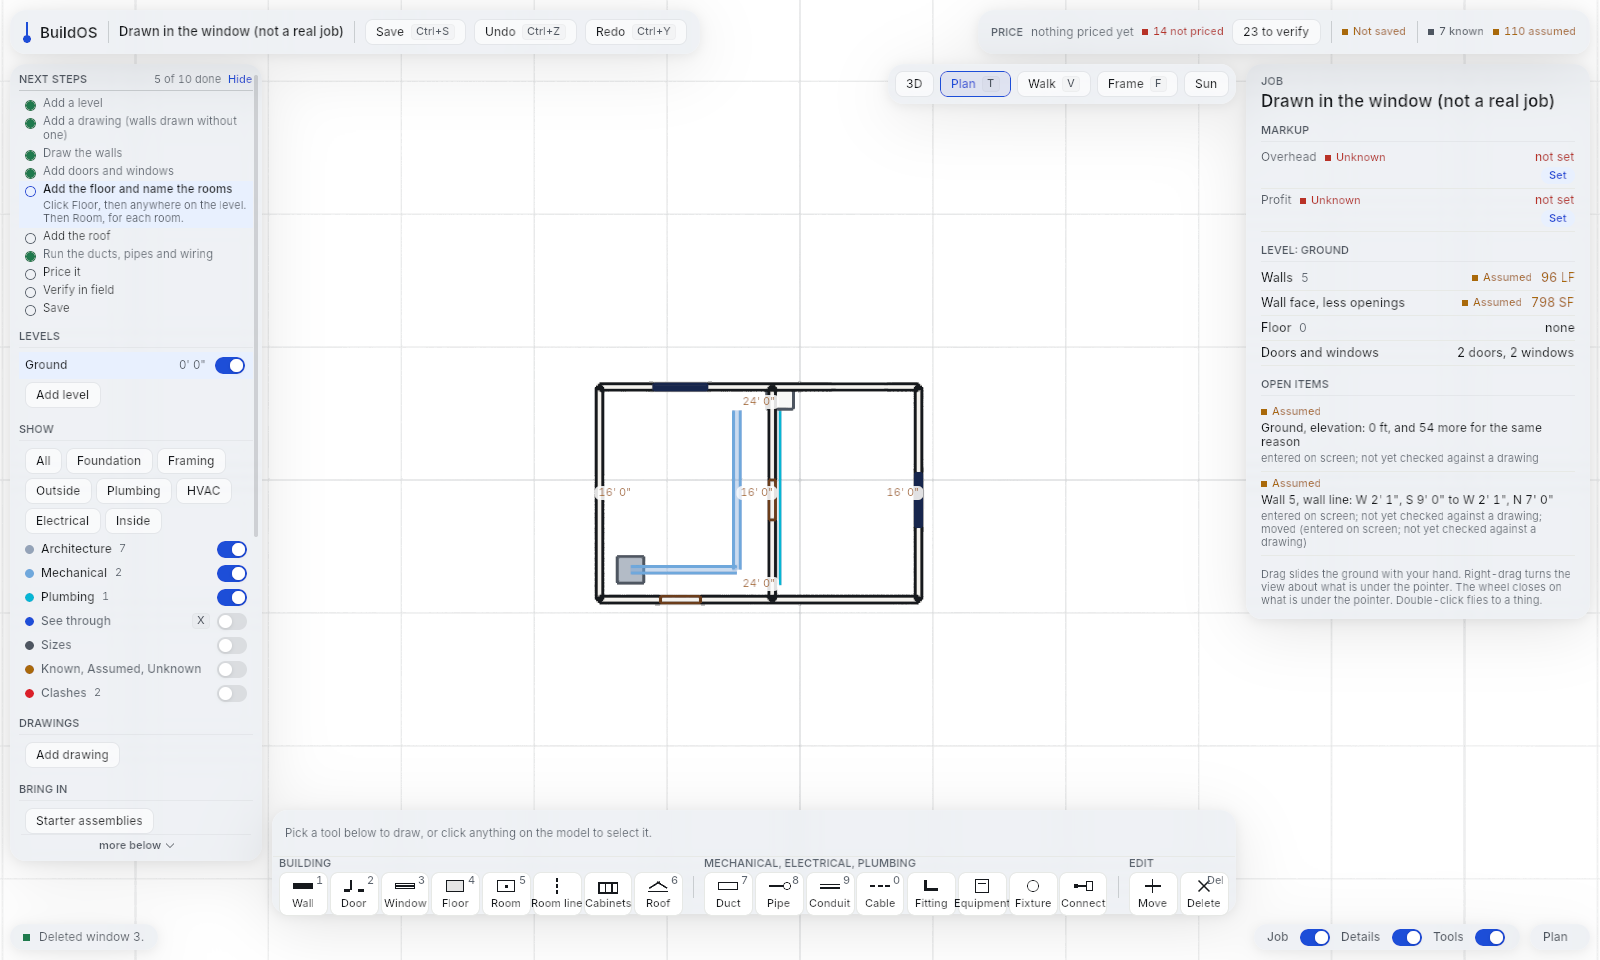 BuildOS
Drawn in the window (not a real job)
Save Ctrl+S
Undo Ctrl+Z
Redo Ctrl+Y
PRICE nothing priced yet 14 not priced
23 to verify
Not saved
7 known 110 assumed
3D
Plan T
Walk V
Frame F
Sun
NEXT STEPS 5 of 10 done Hide
Add a level
Add a drawing (walls drawn without
one)
Draw the walls
Add doors and windows
Add the floor and name the rooms
Click Floor, then anywhere on the level.
Then Room, for each room.
Add the roof
Run the ducts, pipes and wiring
Price it
Verify in field
Save
LEVELS
Ground 0' 0"
Add level
SHOW
All Foundation Framing
Outside Plumbing HVAC
Electrical Inside
Architecture 7
Mechanical 2
Plumbing 1
See through X
Sizes
Known, Assumed, Unknown
Clashes 2
DRAWINGS
Add drawing
BRING IN
Starter assemblies
more below
24' 0"
16' 0"
16' 0"
16' 0"
24' 0"
JOB
Drawn in the window (not a real job)
MARKUP
Overhead Unknown not set
Set
Profit Unknown not set
Set
LEVEL: GROUND
Walls 5 Assumed 96 LF
Wall face, less openings Assumed 798 SF
Floor 0 none
Doors and windows 2 doors, 2 windows
OPEN ITEMS
Assumed
Ground, elevation: 0 ft, and 54 more for the same
reason
entered on screen; not yet checked against a drawing
Assumed
Wall 5, wall line: W 2' 1", S 9' 0" to W 2' 1", N 7' 0"
entered on screen; not yet checked against a drawing;
moved (entered on screen; not yet checked against a
drawing)
Drag slides the ground with your hand. Right-drag turns the
view about what is under the pointer. The wheel closes on
what is under the pointer. Double-click flies to a thing.
Pick a tool below to draw, or click anything on the model to select it.
BUILDING
Wall 1
Door 2
Window 3
Floor 4
Room 5
Room line
Cabinets
Roof 6
MECHANICAL, ELECTRICAL, PLUMBING
Duct 7
Pipe 8
Conduit 9
Cable 0
Fitting
Equipment
Fixture
Connect
EDIT
Move
Delete Del
Deleted window 3.
Job
Details
Tools
Plan